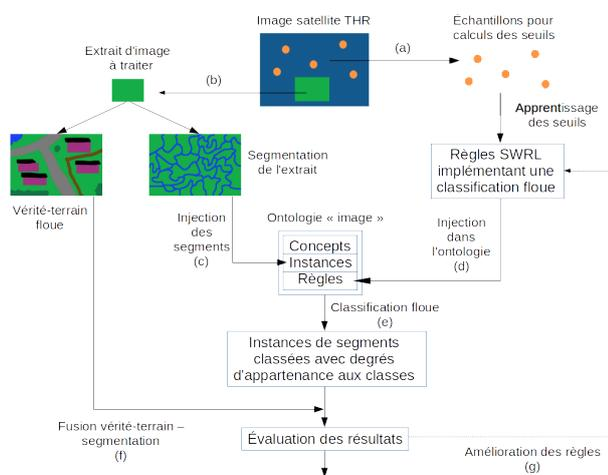 Image satellite THR
Échantillons pour
calculs des seuils
(a)
Extrait d'image
à traiter
(b)
Apprentissage
des seuils
Segmentation
de l'extrait
Règles SWRL
implémentant une
classification floue
Vérité-terrain
floue
Injection
des
segments
(c)
Ontologie « image »
Concepts
Instances
Règles
Injection
dans
l'ontologie
(d)
Classification floue
(e)
Instances de segments
classées avec degrés
d'appartenance aux classes
Fusion vérité-terrain –
segmentation
(f)
Évaluation des résultats
Amélioration des règles
(g)